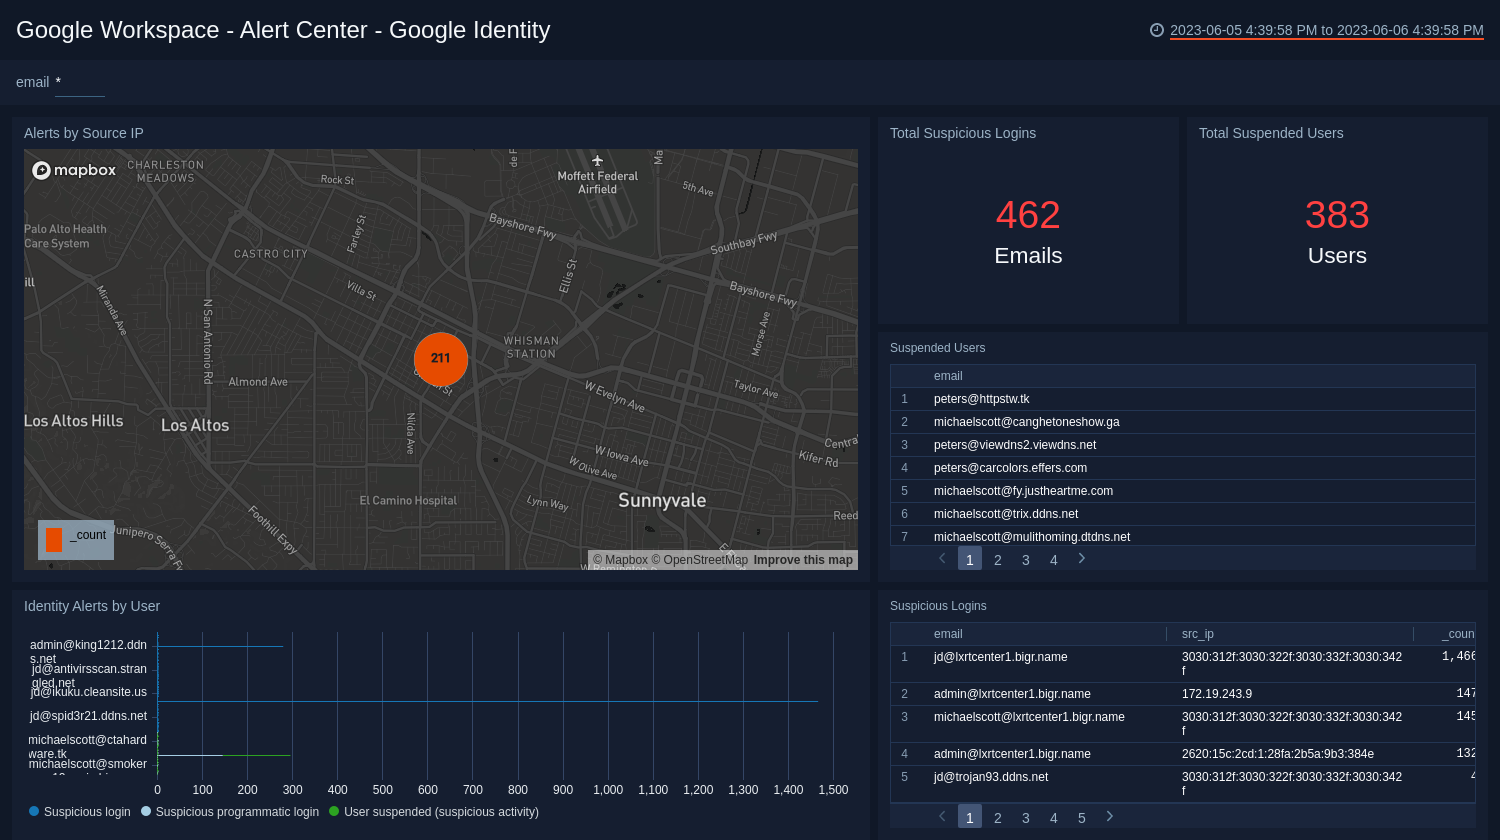 Google Workspace - Alert Center - Google Identity
2023-06-05 4:39:58 PM to 2023-06-06 4:39:58 PM
email *
Alerts by Source IP
mapbox
CHARLESTON
MEADOWS
Rock St
de F
Moffett Federal
Airfield
Ma
5th Ave
Palo Alto Health
Care System
Farley St
Bayshore Fwy
Southbay Fwy
CASTRO CITY
Ellis St
ill
Miranda Ave
Villa St
Bayshore Fwy
N San Antonio Rd
Morse Ave
WHISMAN
STATION
211
Almond Ave
W Evelyn Ave
Taylor Ave
Los Altos Hills
Los Altos
Nilda Ave
Central
W Iowa Ave
Kifer Rd
W Olive Ave
El Camino Hospital
Lynn Way
Sunnyvale
Reed
Foothill Expy
Junipero Serra Fw
_count
© Mapbox © OpenStreetMap Improve this map
Total Suspicious Logins
462
Emails
Total Suspended Users
383
Users
Suspended Users
email
1 peters@httpstw.tk
2 michaelscott@canghetoneshow.ga
3 peters@viewdns2.viewdns.net
4 peters@carcolors.effers.com
5 michaelscott@fy.justheartme.com
6 michaelscott@trix.ddns.net
7 michaelscott@mulithoming.dtdns.net
1 2 3 4
Identity Alerts by User
admin@king1212.ddn
s.net
jd@antivirsscan.stran
gled.net
jd@ikuku.cleansite.us
jd@spid3r21.ddns.net
michaelscott@ctahard
ware.tk
michaelscott@smoker
0 100 200 300 400 500 600 700 800 900 1,000 1,100 1,200 1,300 1,400 1,500
Suspicious login Suspicious programmatic login User suspended (suspicious activity)
Suspicious Logins
email src_ip _coun
1 jd@lxrtcenter1.bigr.name 3030:312f:3030:322f:3030:332f:3030:342 1,466
f
2 admin@lxrtcenter1.bigr.name 172.19.243.9 147
3 michaelscott@lxrtcenter1.bigr.name 3030:312f:3030:322f:3030:332f:3030:342 145
f
4 admin@lxrtcenter1.bigr.name 2620:15c:2cd:1:28fa:2b5a:9b3:384e 132
5 jd@trojan93.ddns.net 3030:312f:3030:322f:3030:332f:3030:342 4
f
1 2 3 4 5